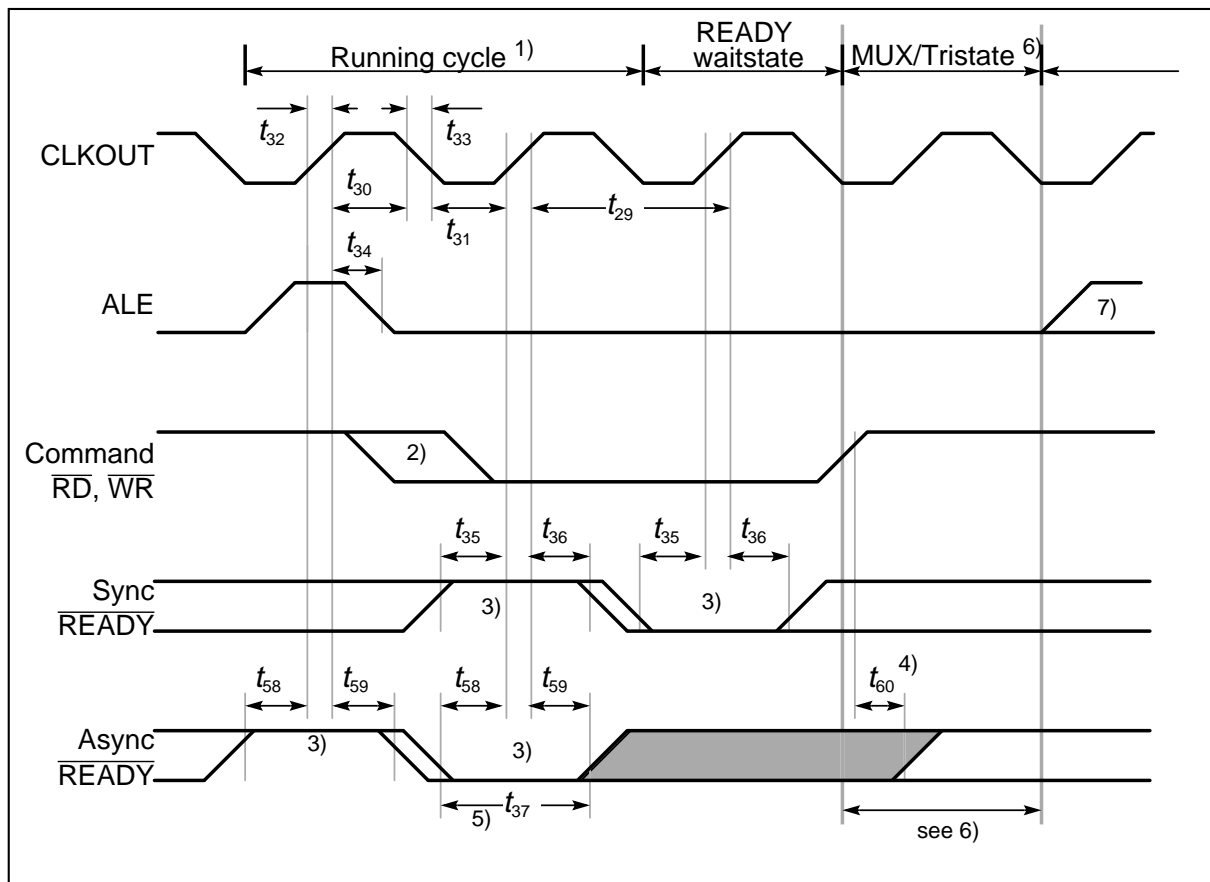 Running cycle 1)
READY
waitstate
MUX/Tristate 6)
t32
t33
CLKOUT
t30
t31
t29
t34
ALE
7)
Command
RD, WR
2)
t35
t36
t35
t36
Sync
READY
3)
3)
t58
t59
t58
t59
t60 4)
Async
READY
3)
3)
5)
t37
see 6)